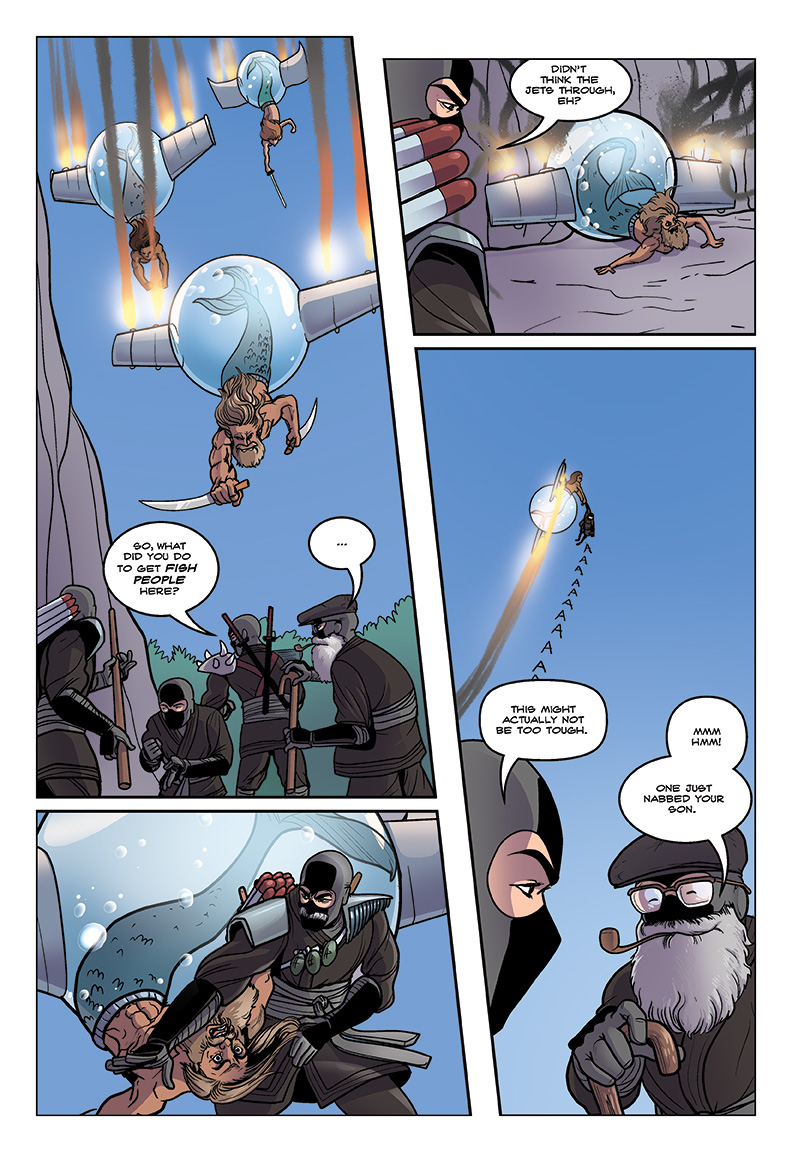 SO, WHAT
DID YOU DO
TO GET FISH
PEOPLE
HERE?
...
DIDN'T
THINK THE
JETS THROUGH,
EH?
AAAAAAAAA A A
THIS MIGHT
ACTUALLY NOT
BE TOO TOUGH.
MMM
HMM!
ONE JUST
NABBED YOUR
SON.